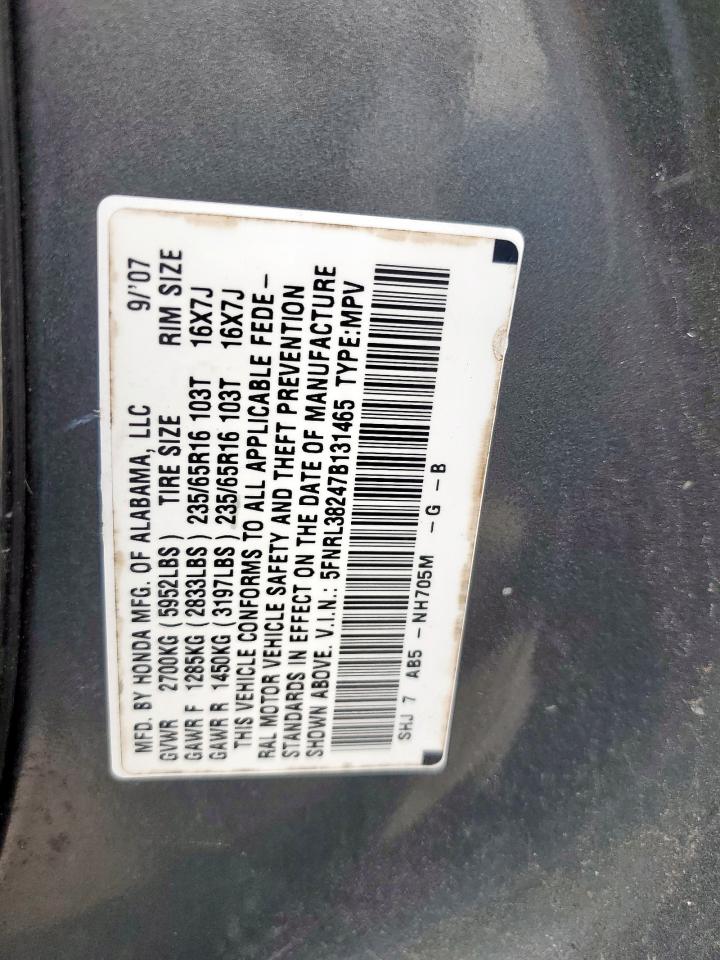 MFD. BY HONDA MFG. OF ALABAMA, LLC 9/'07
GVWR 2700KG (5952LBS) TIRE SIZE RIM SIZE
GAWR F 1285KG (2833LBS) 235/65R16 103T 16X7J
GAWR R 1450KG (3197LBS) 235/65R16 103T 16X7J
THIS VEHICLE CONFORMS TO ALL APPLICABLE FEDE-
RAL MOTOR VEHICLE SAFETY AND THEFT PREVENTION
STANDARDS IN EFFECT ON THE DATE OF MANUFACTURE
SHOWN ABOVE. V.I.N.: 5FNRL38247B131465 TYPE:MPV
SHJ 7 AB5 - NH705M - G - B